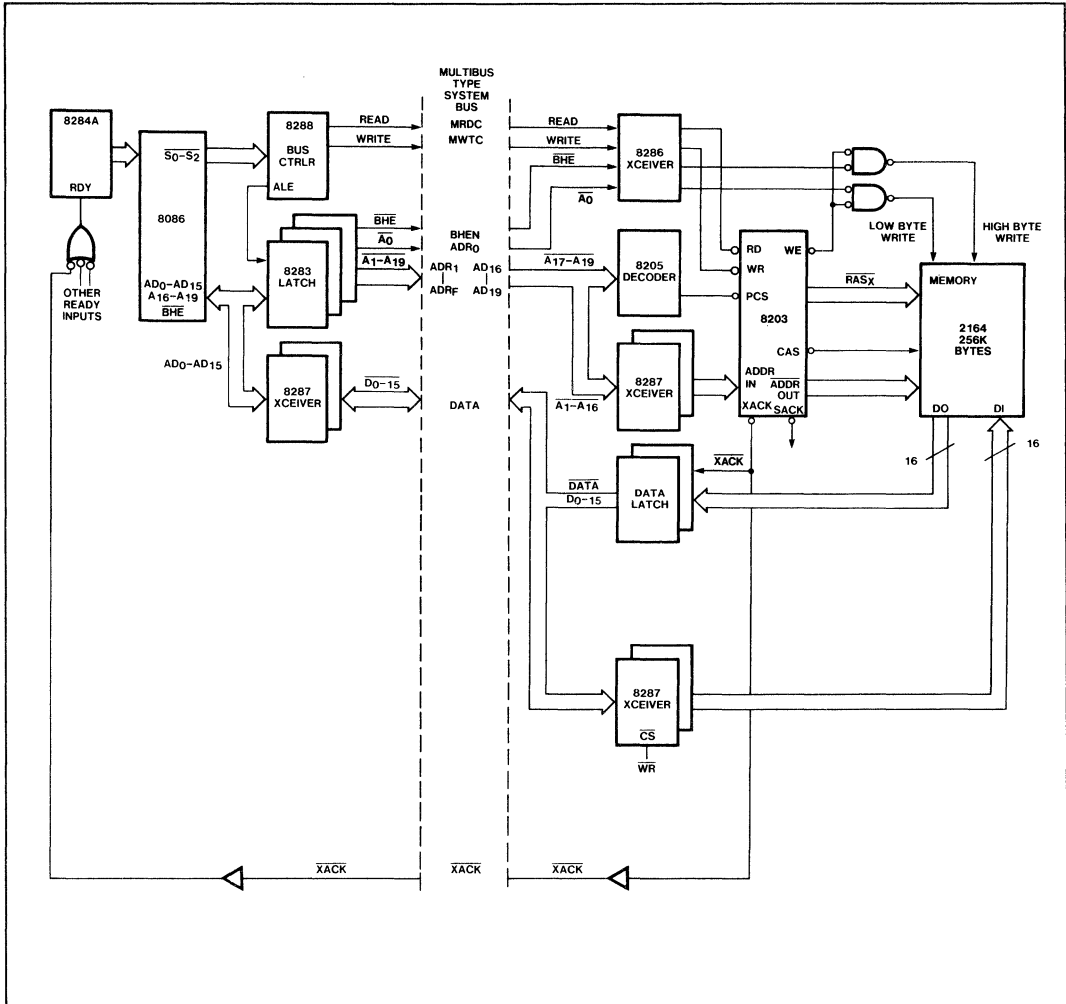 8284A
RDY
OTHER
READY
INPUTS
S0-S2
8086
AD0-AD15
A16-A19
BHE
AD0-AD15
8288
BUS
CTRLR
ALE
8283
LATCH
8287
XCEIVER
READ
WRITE
BHE
A0
A1-A19
D0-15
MULTIBUS
TYPE
SYSTEM
BUS
MRDC
MWTC
BHEN
ADR0
ADR1 AD16
ADRF AD19
DATA
READ
WRITE
BHE
A0
A17-A19
A1-A16
8286
XCEIVER
8205
DECODER
8287
XCEIVER
RD WE
WR
PCS
8203
CAS
ADDR
IN
ADDR
OUT
XACK
SACK
LOW BYTE
WRITE
HIGH BYTE
WRITE
RASX
MEMORY
2164
256K
BYTES
DO DI
16
16
XACK
DATA
D0-15
DATA
LATCH
8287
XCEIVER
CS
WR
XACK
XACK
XACK